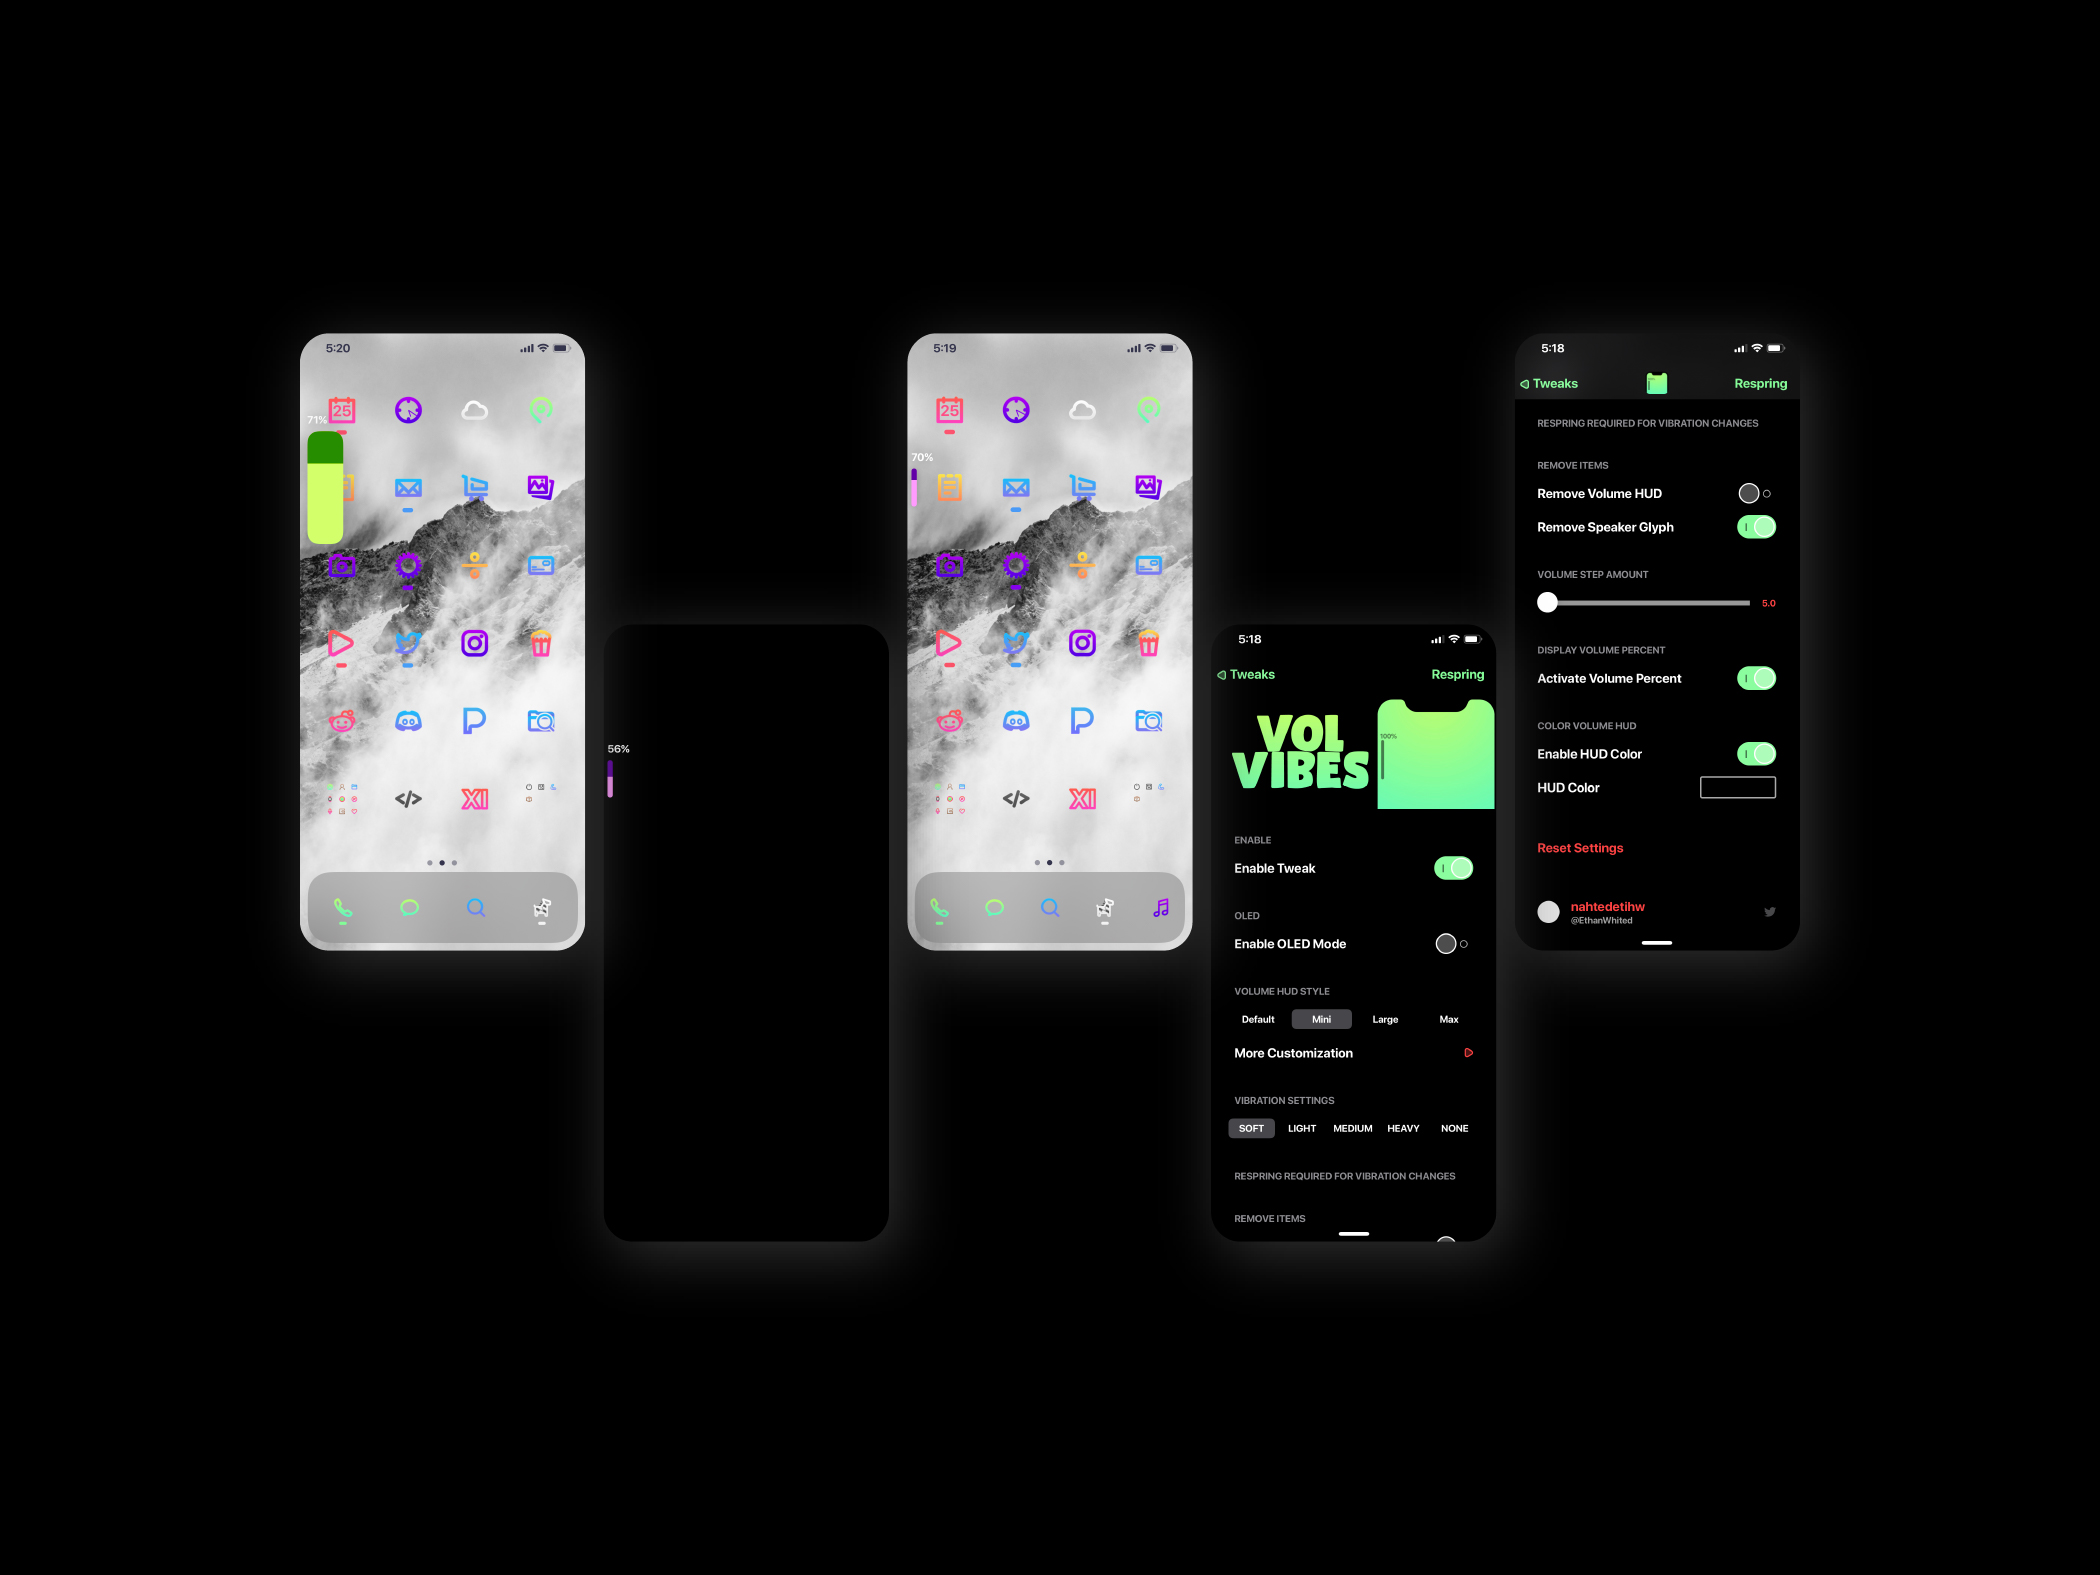 5:20
25
71%
</>
XI
56%
5:19
25
70%
</>
XI
5:18
Tweaks
Respring
VOL
VIBES
100%
ENABLE
Enable Tweak
OLED
Enable OLED Mode
VOLUME HUD STYLE
Default Mini Large Max
More Customization
VIBRATION SETTINGS
SOFT LIGHT MEDIUM HEAVY NONE
RESPRING REQUIRED FOR VIBRATION CHANGES
REMOVE ITEMS
5:18
Tweaks
Respring
RESPRING REQUIRED FOR VIBRATION CHANGES
REMOVE ITEMS
Remove Volume HUD
Remove Speaker Glyph
VOLUME STEP AMOUNT
5.0
DISPLAY VOLUME PERCENT
Activate Volume Percent
COLOR VOLUME HUD
Enable HUD Color
HUD Color
Reset Settings
nahtedetihw
@EthanWhited